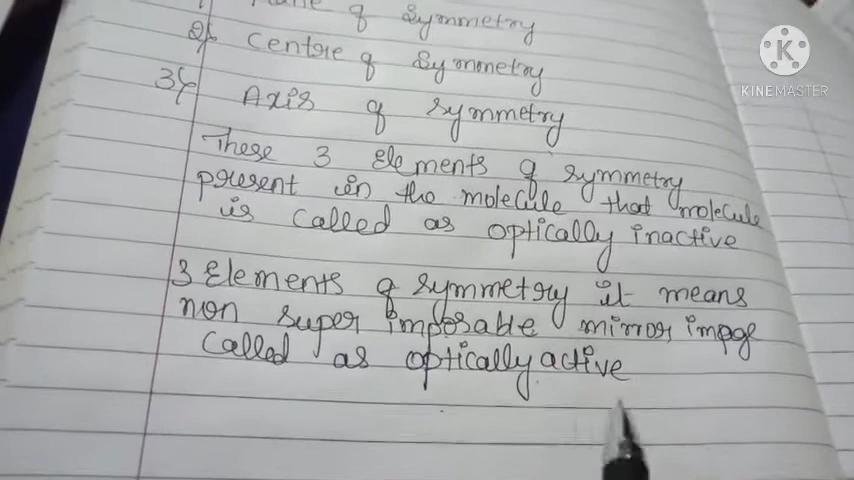 Plane of Symmetry
2) Centre of Symmetry
3) Axis of symmetry
These 3 Elements of symmetry
present in the molecule that molecule
is called as optically inactive
3 Elements of symmetry it means
non super imposable mirror image
called as optically active
K
KINEMASTER